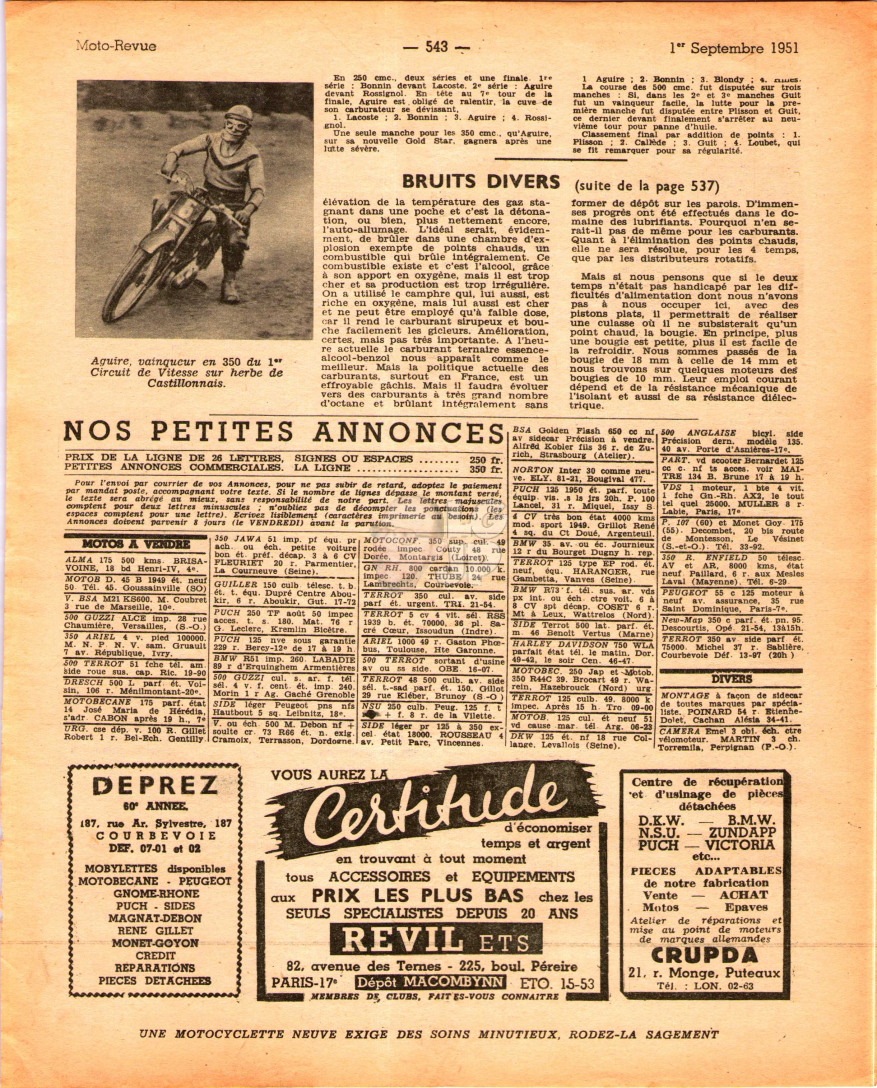 Moto-Revue
— 543 —
1er Septembre 1951
En 250 cmc., deux séries et une finale. 1re
série : Bonnin devant Lacoste. 2e série : Aguire
devant Rossignol. En tête au 7e tour de la
finale, Aguire est obligé de ralentir, la cuve de
son carburateur se dévissant,
1. Lacoste ; 2. Bonnin ; 3. Aguire ; 4. Rossi-
gnol.
Une seule manche pour les 350 cmc., qu'Aguire,
sur sa nouvelle Gold Star, gagnera après une
lutte sévère.
1 Aguire ; 2. Bonnin ; 3. Blondy ; 4.
La course des 500 cmc. fut disputée sur trois
manches : Si, dans les 2e et 3e manches Guit
fut un vainqueur facile, la lutte pour la pre-
mière manche fut disputée entre Plisson et Guit,
ce dernier devant finalement s'arrêter au neu-
vième tour pour panne d'huile.
Classement final par addition de points : 1.
Plisson ; 2. Callède ; 3. Guit ; 4. Loubet, qui
se fit remarquer pour sa régularité.
Aguire, vainqueur en 350 du 1er
Circuit de Vitesse sur herbe de
Castillonnais.
BRUITS DIVERS (suite de la page 537)
élévation de la température des gaz sta-
gnant dans une poche et c'est la détona-
tion, ou bien, plus nettement encore,
l'auto-allumage. L'idéal serait, évidem-
ment, de brûler dans une chambre d'ex-
plosion exempte de points chauds, un
combustible qui brûle intégralement. Ce
combustible existe et c'est l'alcool, grâce
à son apport en oxygène, mais il est trop
cher et sa production est trop irrégulière.
On a utilisé le camphre qui, lui aussi, est
riche en oxygène, mais lui aussi est cher
et ne peut être employé qu'à faible dose,
car il rend le carburant sirupeux et bou-
che facilement les gicleurs. Amélioration,
certes, mais pas très importante. A l'heu-
re actuelle le carburant ternaire essence-
alcool-benzol nous apparaît comme le
meilleur. Mais la politique actuelle des
carburants, surtout en France, est un
effroyable gâchis. Mais il faudra évoluer
vers des carburants à très grand nombre
d'octane et brûlant intégralement sans
former de dépôt sur les parois. D'immen-
ses progrès ont été effectués dans le do-
maine des lubrifiants. Pourquoi n'en se-
rait-il pas de même pour les carburants.
Quant à l'élimination des points chauds,
elle ne sera résolue, pour les 4 temps,
que par les distributeurs rotatifs.
Mais si nous pensons que si le deux
temps n'était pas handicapé par les dif-
ficultés d'alimentation dont nous n'avons
pas à nous occuper ici, avec des
pistons plats, il permettrait de réaliser
une culasse où il ne subsisterait qu'un
point chaud, la bougie. En principe, plus
une bougie est petite, plus il est facile de
la refroidir. Nous sommes passés de la
bougie de 18 mm à celle de 14 mm et
nous trouvons sur quelques moteurs des
bougies de 10 mm. Leur emploi courant
dépend et de la résistance mécanique de
l'isolant et aussi de sa résistance diélec-
trique.
NOS PETITES ANNONCES
PRIX DE LA LIGNE DE 26 LETTRES, SIGNES OU ESPACES ........ 250 fr.
PETITES ANNONCES COMMERCIALES. LA LIGNE ............... 350 fr.
Pour l'envoi par courrier de vos Annonces, pour ne pas subir de retard, adoptez le paiement
par mandat poste, accompagnant votre texte. Si le nombre de lignes dépasse le montant versé,
le texte sera abrégé au mieux, sans responsabilité de notre part. Les lettres majuscules
comptent pour deux lettres minuscules ; n'oubliez pas de décompter les ponctuations (les
espaces comptent pour une lettre). Ecrivez lisiblement (caractères imprimerie au besoin). Les
Annonces doivent parvenir 8 jours (le VENDREDI) avant la parution.
MOTOS A VENDRE
ALMA 175 500 kms. BRISA-
VOINE, 18 bd Henri-IV, 4e.
MOTOB D. 45 B 1949 ét. neuf
50 Tél. 45. Goussainville (SO)
V. BSA M21 KS600. M. Coubret
3 rue de Marseille, 10e.
500 GUZZI ALCE imp. 28 rue
Chaumière, Versailles, (S.-O.)
350 ARIEL 4 v. pied 100000.
M. N. P. N. V. sam. Gruault
7 av. République, Ivry.
500 TERROT 51 fche tél. am
side roue sus. cap. Ric. 19-90
DRESCH 500 L parf ét. Voi-
sin, 106 r. Ménilmontant-20e.
MOTOBECANE 175 parf. état
14 José Maria de Hérédia,
s'adr. CABON après 19 h., 7e
URG. cse dép. v. 100 R. Gillet
Robert 1 r. Bel-Ech. Gentilly
350 JAWA 51 imp. pf équ. pr
ach. ou éch. petite voiture
bon ét. préf. décap. 3 à 6 CV
FLEURIET 20 r. Parmentier,
La Courneuve (Seine).
GUILLER 150 culb télesc. t. b
ét. t. équ. Dupré Centre Abou-
kir, 6 r. Aboukir, Gut. 17-72
PUCH 250 TP août 50 impec
acces. t. s. 180. Mat. 76 r
G. Leclerc, Kremlin Bicêtre.
PUCH 125 nve sous garantie
229 r. Bercy-12e de 17 à 19 h
BMW R51 imp. 260. LABADIE
89 r d'Erquinghem Armentières
500 GUZZI cul. s. ar. f. tél.
sél. 4 v. f. cent. ét imp. 240.
Morin 1 r Ag. Gaché Grenoble
SIDE léger Peugeot pns nfs
Hautbout 5 sq. Leibnitz, 18e.
V. ou éch. 500 M. Debon nf +
soulte cr. 73 R66 ét. n. exig.
Cramoix, Terrasson, Dordogne.
MOTOCONF. 350 sup. cul. 49
rodée impec Couty 48 rue
Dorée, Montargis (Loiret).
GN RH. 800 cardan 10.000 k.
impec 120. THUBE 24 r
Lambrechts, Courbevoie.
TERROT 350 cul. av. side
parf ét. urgent. TRI. 21-54.
TERROT 5 cv 4 vit. sél. RSS
1939 b. ét. 70000, 36 pl. Sa-
cré Cœur, Issoudun (Indre).
ARIEL 1000 49 r. Gaston Phœ-
bus, Toulouse, Hte Garonne.
500 TERROT sortant d'usine
av ou ss side. OBE. 16-07.
TERROT 48 500 culb. av. side
sél. t.-sad parf ét. 150. Grillot
29 rue Kléber, Brunoy (S-O)
NSU 250 culb. Peug. 125 f. t
+ f. 8 r. de la Vilette.
SIDE léger pr 125 à 350 ex-
cel. état 18000. ROUSSEAU 4
av. Petit Parc, Vincennes.
BSA Golden Flash 650 cc nf,
av sidecar Précision à vendre.
Alfréd Kobler fils 36 r. de Zu-
rich, Strasbourg (Atelier).
NORTON Inter 30 comme neu-
ve. ELY. 81-21, Bougival 477.
PUCH 125 1950 ét. parf. toute
équip vis. s le jrs 20h. P. 100
Lancel, 31 r. Miquel, Issy S
4 CV très bon état 4000 kms
mod. sport 1949. Grillot René
4 sq. du Ct Doué, Argenteuil.
BMW 35 av. ou éc. Journieux
12 r du Bourget Dugny h. rep.
TERROT 125 type EP rod. ét.
neuf, équ. HARANGER, rue
Gambetta, Vanves (Seine).
BMW R73 f. tél. sus. ar. vds
px int. ou éch. ctre voit. 6 à
8 CV spt décap. COSET 6 r.
Mt à Leux, Wattrelos (Nord)
SIDE Terrot 500 lat. parf. ét.
m 46 Benoit Vertus (Marne)
HARLEY DAVIDSON 750 WLA
parfait état tél. le matin. Dor.
49-42, le soir Cen. 46-47.
MOTOBEC. 250 Jap et -Motob.
350 R44C 39. Brocart 49 r. Wa-
rein, Hazebrouck (Nord) urg
TERROT 125 culb. 49. 8000 k
impec. Après 15 h. Tro 09-00
MOTOB. 125 cul. ét neuf 51
vd cause mar. tél Arg. 06-23
DKW 125 ét. nf 18 rue Col-
lange, Levallois (Seine).
500 ANGLAISE bicyl. side
Précision dern. modèle 135.
40 av. Porte d'Asnières-17e.
PART. vd scooter Bernardet 125
cc c. nf ts acces. voir MAI-
TRE 134 B. Brune 17 à 19 h.
VDS 1 moteur, 1 bte 4 vit.
1 fche Gn.-Rh. AX2, le tout
tel quel 25000. MULLER 8 r.
Labie, Paris, 17e.
P. 107 (60) et Monet Goy 175
(55). Decombet, 20 bis route
de Montesson, Le Vésinet
(S.-et-O.). Tél. 33-92.
350 R. ENFIELD 50 télesc.
AV et AR, 8000 kms, état
neuf Paillard, 6 r. aux Mesles
Laval (Mayenne). Tél. 6-29.
PEUGEOT 55 c 125 moteur à
neuf av. assurance, 35 rue
Saint Dominique, Paris-7e.
New-Map 350 c parf. ét. pn. 95.
Descourtis, Opé 21-54, 13à15h.
TERROT 350 av side parf ét.
75000. Michel 37 r. Sablière,
Courbevoie Déf. 13-97 (20h )
DIVERS
MONTAGE à façon de sidecar
de toutes marques par spécia-
liste. POINARD 54 r. Etienhe-
Dolet, Cachan Alésia 34-41.
CAMERA Emel 3 obj. éch. ctre
vélomoteur. MARTIN 3 ch.
Torremila, Perpignan (P.-O.).
DEPREZ
60e ANNEE.
187, rue Ar. Sylvestre, 187
COURBEVOIE
DEF. 07-01 et 02
MOBYLETTES disponibles
MOTOBECANE - PEUGEOT
GNOME-RHONE
PUCH - SIDES
MAGNAT-DEBON
RENE GILLET
MONET-GOYON
CREDIT
REPARATIONS
PIECES DETACHEES
VOUS AUREZ LA
Certitude
d'économiser
temps et argent
en trouvant à tout moment
tous ACCESSOIRES et EQUIPEMENTS
aux PRIX LES PLUS BAS chez les
SEULS SPECIALISTES DEPUIS 20 ANS
REVIL ETS
82, avenue des Ternes - 225, boul. Péreire
PARIS-17e Dépôt MACOMBYNN ETO. 15-53
MEMBRES DE CLUBS, FAITES-VOUS CONNAITRE
Centre de récupération
et d'usinage de pièces
détachées
D.K.W. — B.M.W.
N.S.U. — ZUNDAPP
PUCH — VICTORIA
etc...
PIECES ADAPTABLES
de notre fabrication
Vente — ACHAT
Motos — Epaves
Atelier de réparations et
mise au point de moteurs
de marques allemandes
CRUPDA
21, r. Monge, Puteaux
Tél. : LON. 02-63
UNE MOTOCYCLETTE NEUVE EXIGE DES SOINS MINUTIEUX, RODEZ-LA SAGEMENT